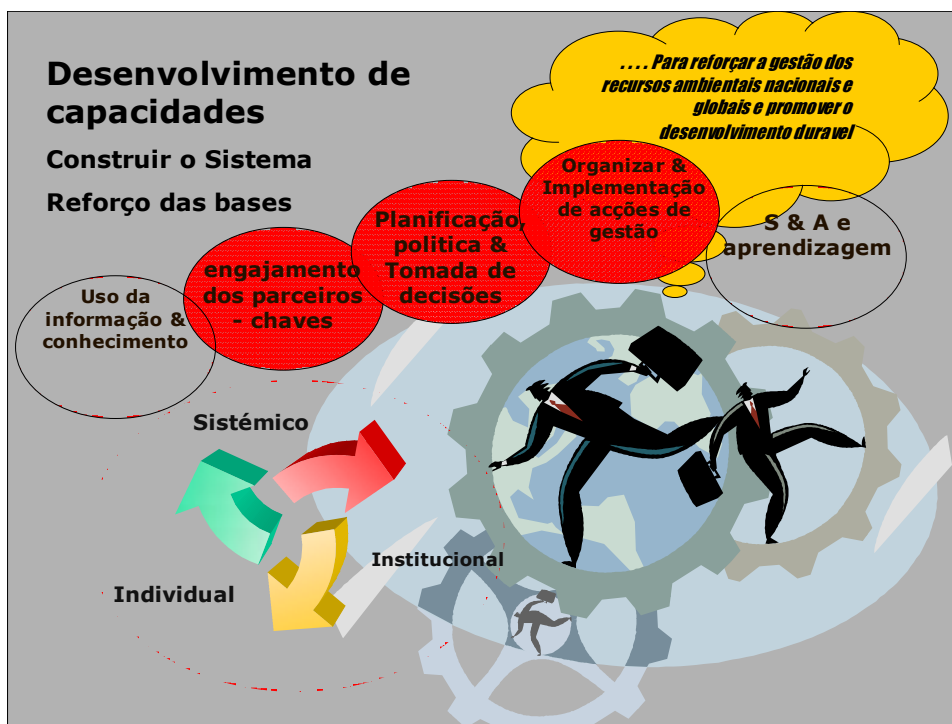 Desenvolvimento de
capacidades
Construir o Sistema
Reforço das bases
. . . . Para reforçar a gestão dos
recursos ambientais nacionais e
globais e promover o
desenvolvimento duravel
Uso da
informação &
conhecimento
engajamento
dos parceiros
- chaves
Planificação,
politica &
Tomada de
decisões
Organizar &
Implementação
de acções de
gestão
S & A e
aprendizagem
Sistémico
Individual
Institucional